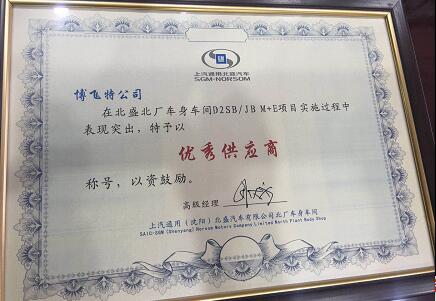 GM
上汽通用北盛汽车
SGM-NORSOM
博飞特公司
在北盛北厂车身车间D2SB/JB M+E项目实施过程中
表现突出，特予以
优秀供应商
称号，以资鼓励。
高级经理
上汽通用（沈阳）北盛汽车有限公司北厂车身车间
SAIC-SGM (Shenyang) Norsom Motors Company Limited North Plant Body Shop